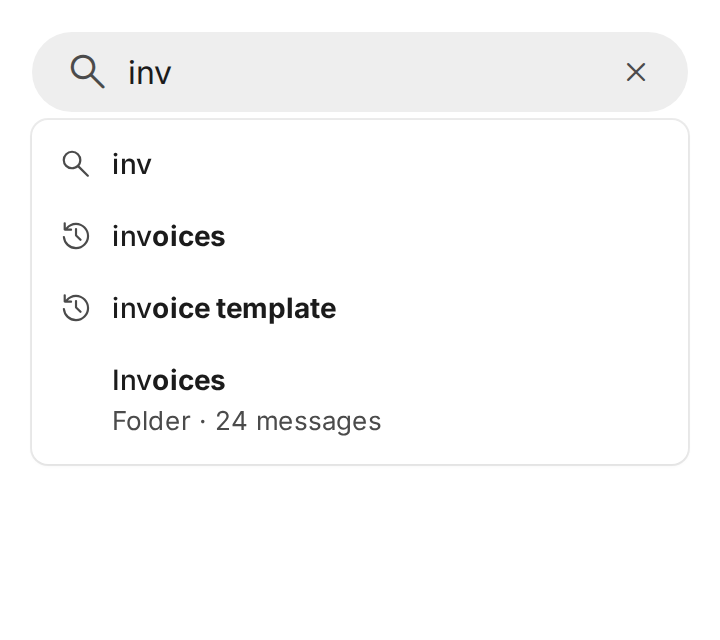 inv
inv
invoices
invoice template
Invoices
Folder · 24 messages